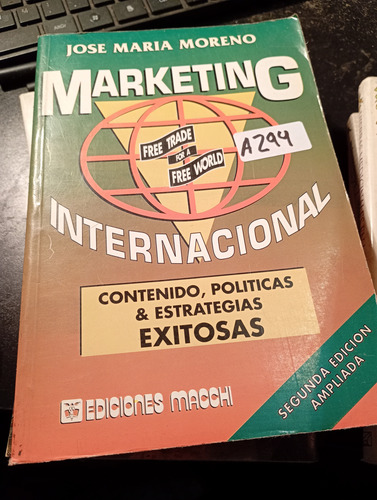 JOSE MARIA MORENO
MARKETING
FREE TRADE
FOR A
FREE WORLD
A294
INTERNACIONAL
CONTENIDO, POLITICAS
& ESTRATEGIAS
EXITOSAS
SEGUNDA EDICION
AMPLIADA
EDICIONES MACCHI